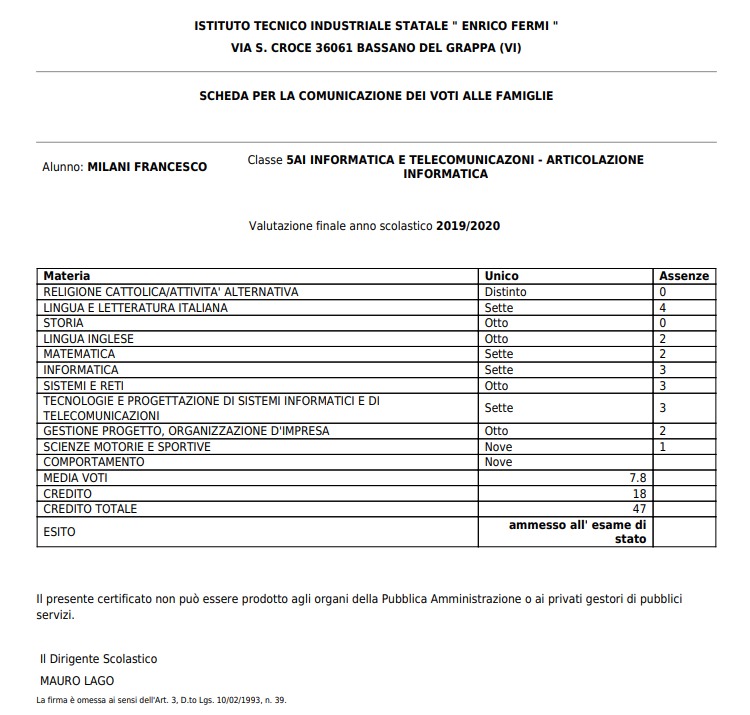 ISTITUTO TECNICO INDUSTRIALE STATALE " ENRICO FERMI "
VIA S. CROCE 36061 BASSANO DEL GRAPPA (VI)
SCHEDA PER LA COMUNICAZIONE DEI VOTI ALLE FAMIGLIE
Alunno: MILANI FRANCESCO
Classe 5AI INFORMATICA E TELECOMUNICAZONI - ARTICOLAZIONE
INFORMATICA
Valutazione finale anno scolastico 2019/2020
Materia Unico Assenze
RELIGIONE CATTOLICA/ATTIVITA' ALTERNATIVA Distinto 0
LINGUA E LETTERATURA ITALIANA Sette 4
STORIA Otto 0
LINGUA INGLESE Otto 2
MATEMATICA Sette 2
INFORMATICA Sette 3
SISTEMI E RETI Otto 3
TECNOLOGIE E PROGETTAZIONE DI SISTEMI INFORMATICI E DI
TELECOMUNICAZIONI Sette 3
GESTIONE PROGETTO, ORGANIZZAZIONE D'IMPRESA Otto 2
SCIENZE MOTORIE E SPORTIVE Nove 1
COMPORTAMENTO Nove
MEDIA VOTI 7.8
CREDITO 18
CREDITO TOTALE 47
ESITO ammesso all' esame di
stato
Il presente certificato non può essere prodotto agli organi della Pubblica Amministrazione o ai privati gestori di pubblici
servizi.
Il Dirigente Scolastico
MAURO LAGO
La firma è omessa ai sensi dell'Art. 3, D.to Lgs. 10/02/1993, n. 39.